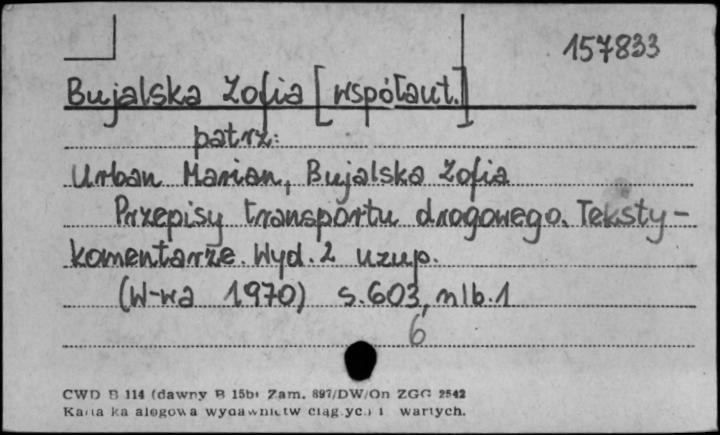 157833
Bujalska Zofia [współaut.]
patrz:
Urban Marian, Bujalska Zofia
Przepisy transportu drogowego. Teksty-
komentarze. Wyd. 2 uzup.
(W-wa 1970) s. 603, nlb. 1
6
CWD B 114 (dawny B 15b) Zam. 897/DW/On ZGG 2542
Karta ka alogowa wydawnictw ciąg.yc.i i wartych.